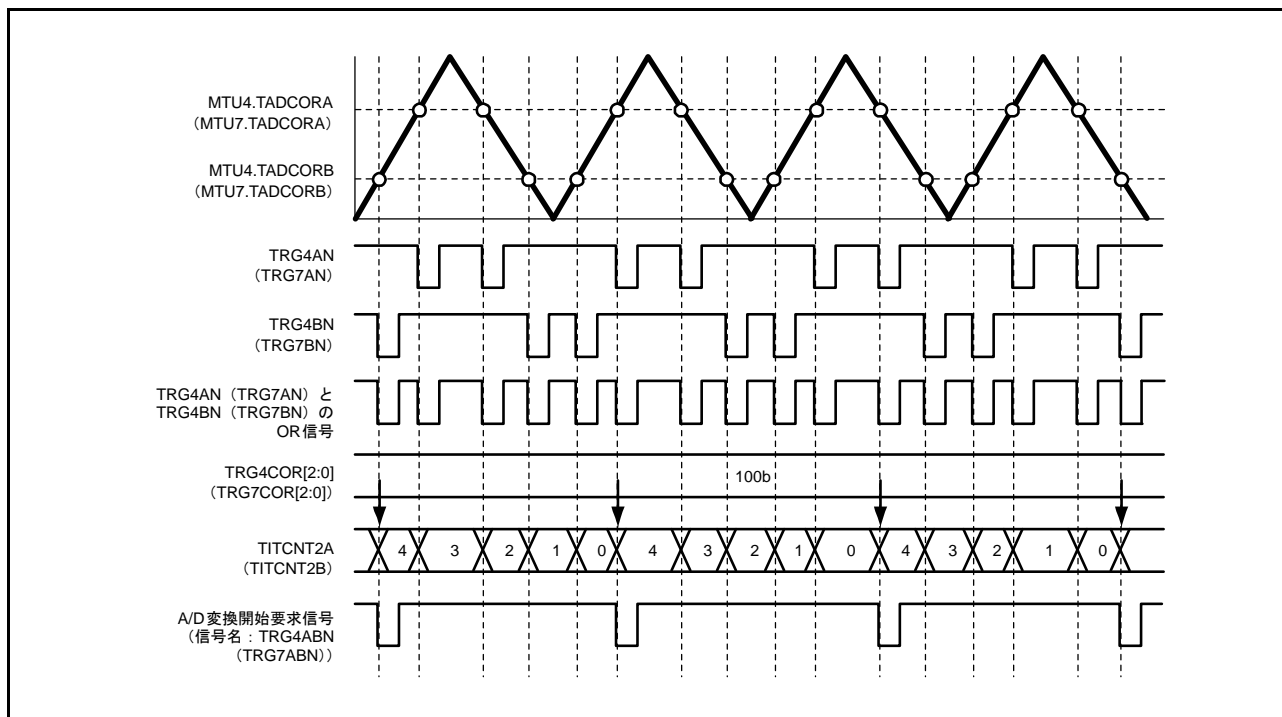 MTU4.TADCORA
（MTU7.TADCORA）
MTU4.TADCORB
（MTU7.TADCORB）
TRG4AN
（TRG7AN）
TRG4BN
（TRG7BN）
TRG4AN（TRG7AN）と
TRG4BN（TRG7BN）の
OR信号
TRG4COR[2:0]
（TRG7COR[2:0]）
100b
TITCNT2A
（TITCNT2B）
4 3 2 1 0 4 3 2 1 0 4 3 2 1 0
A/D変換開始要求信号
（信号名：TRG4ABN
（TRG7ABN））